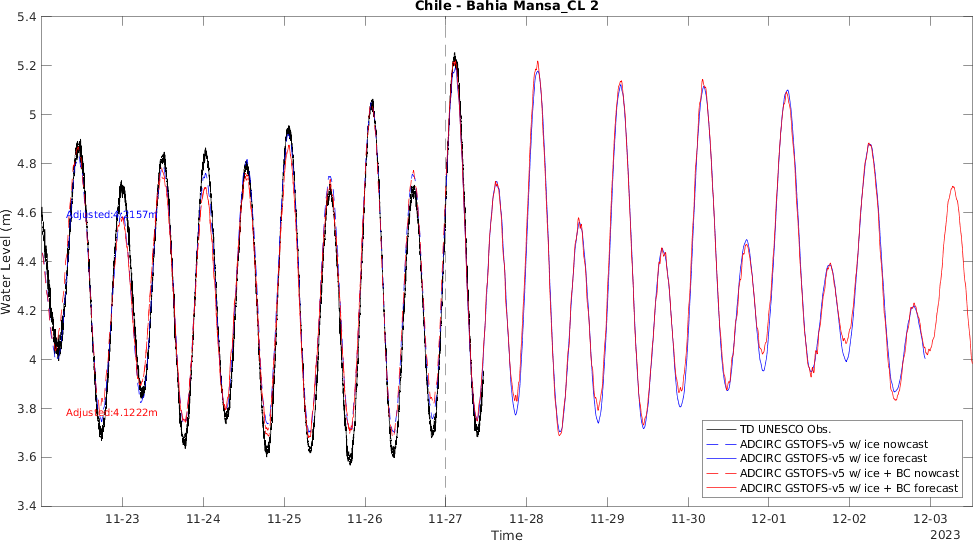 Chile - Bahia Mansa_CL 2
5.4
5.2
5
4.8
4.6
4.4
4.2
4
3.8
3.6
3.4
Water Level (m)
Adjusted:4.2157m
Adjusted:4.1222m
TD UNESCO Obs.
ADCIRC GSTOFS-v5 w/ ice nowcast
ADCIRC GSTOFS-v5 w/ ice forecast
ADCIRC GSTOFS-v5 w/ ice + BC nowcast
ADCIRC GSTOFS-v5 w/ ice + BC forecast
11-23 11-24 11-25 11-26 11-27 11-28 11-29 11-30 12-01 12-02 12-03
Time
2023